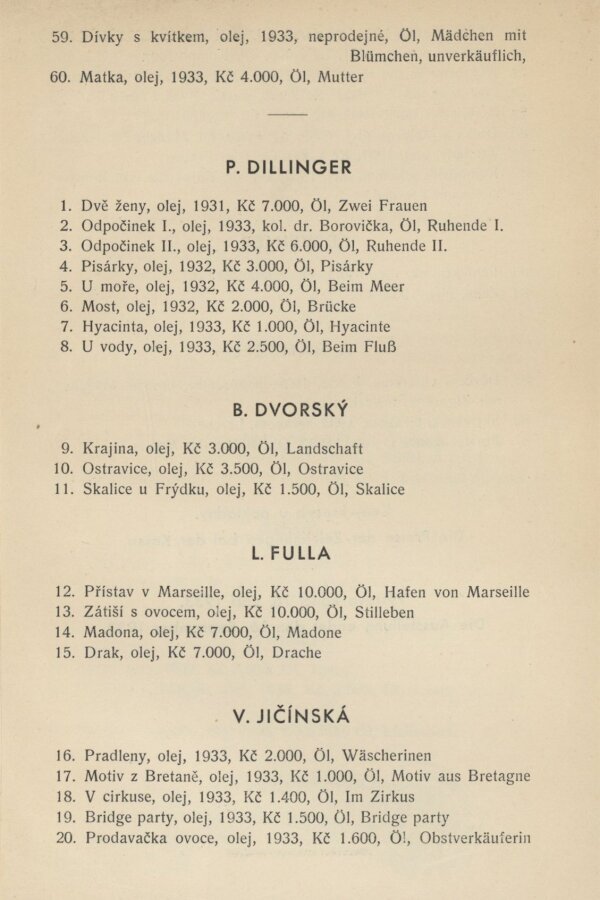 59. Dívky s kvítkem, olej, 1933, neprodejné, Öl, Mädchen mit
Blümchen, unverkäuflich,
60. Matka, olej, 1933, Kč 4.000, Öl, Mutter
P. DILLINGER
1. Dvě ženy, olej, 1931, Kč 7.000, Öl, Zwei Frauen
2. Odpočinek I., olej, 1933, kol. dr. Borovička, Öl, Ruhende I.
3. Odpočinek II., olej, 1933, Kč 6.000, Öl, Ruhende II.
4. Pisárky, olej, 1932, Kč 3.000, Öl, Pisárky
5. U moře, olej, 1932, Kč 4.000, Öl, Beim Meer
6. Most, olej, 1932, Kč 2.000, Öl, Brücke
7. Hyacinta, olej, 1933, Kč 1.000, Öl, Hyacinte
8. U vody, olej, 1933, Kč 2.500, Öl, Beim Fluß
B. DVORSKÝ
9. Krajina, olej, Kč 3.000, Öl, Landschaft
10. Ostravice, olej, Kč 3.500, Öl, Ostravice
11. Skalice u Frýdku, olej, Kč 1.500, Öl, Skalice
L. FULLA
12. Přístav v Marseille, olej, Kč 10.000, Öl, Hafen von Marseille
13. Zátiší s ovocem, olej, Kč 10.000, Öl, Stilleben
14. Madona, olej, Kč 7.000, Öl, Madone
15. Drak, olej, Kč 7.000, Öl, Drache
V. JIČÍNSKÁ
16. Pradleny, olej, 1933, Kč 2.000, Öl, Wäscherinen
17. Motiv z Bretaně, olej, 1933, Kč 1.000, Öl, Motiv aus Bretagne
18. V cirkuse, olej, 1933, Kč 1.400, Öl, Im Zirkus
19. Bridge party, olej, 1933, Kč 1.500, Öl, Bridge party
20. Prodavačka ovoce, olej, 1933, Kč 1.600, Öl, Obstverkäuferin